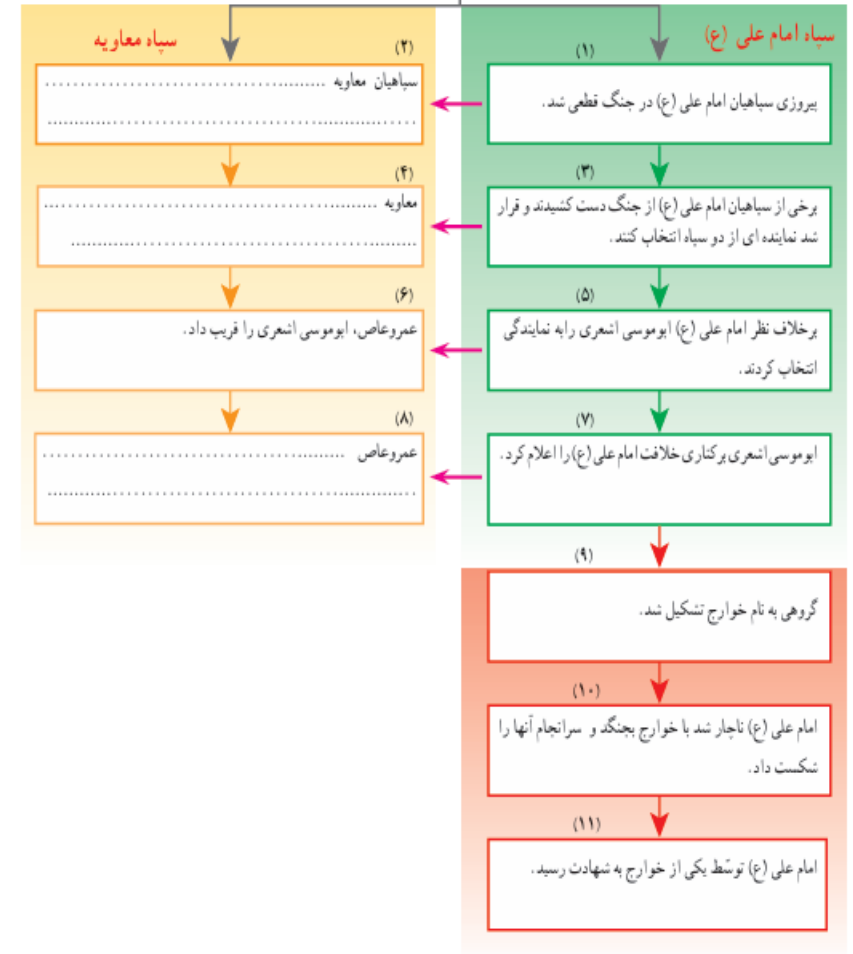 سپاه امام علی (ع)
(۱)
پیروزی سپاهیان امام علی (ع) در جنگ قطعی شد.
سپاه معاویه
(۲)
سپاهیان معاویه ........................................
........................................................
(۳)
برخی از سپاهیان امام علی (ع) از جنگ دست کشیدند و قرار
شد نماینده ای از دو سپاه انتخاب کنند.
(۴)
معاویه ................................................
........................................................
(۵)
برخلاف نظر امام علی (ع) ابوموسی اشعری رابه نمایندگی
انتخاب کردند.
(۶)
عمروعاص، ابوموسی اشعری را فریب داد.
(۷)
ابوموسی اشعری برکناری خلافت امام علی (ع) را اعلام کرد.
(۸)
عمروعاص ............................................
........................................................
(۹)
گروهی به نام خوارج تشکیل شد.
(۱۰)
امام علی (ع) ناچار شد با خوارج بجنگد و سرانجام آنها را
شکست داد.
(۱۱)
امام علی (ع) توسّط یکی از خوارج به شهادت رسید.